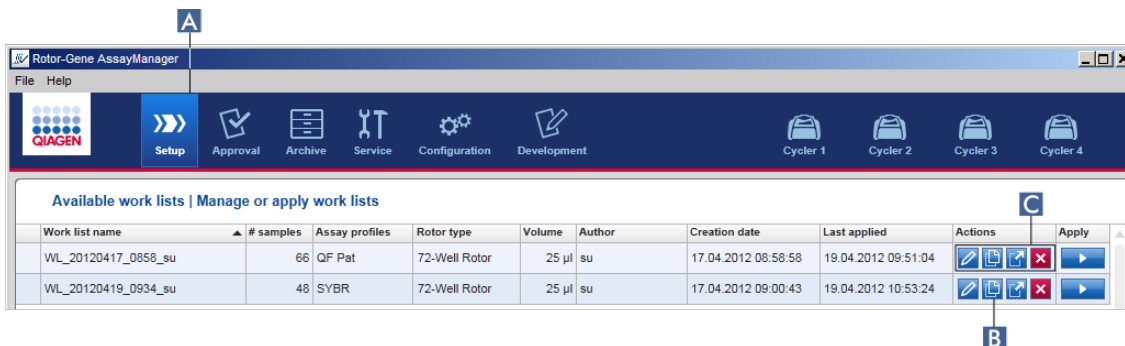 A
Rotor-Gene AssayManager
File Help
QIAGEN
Setup Approval Archive Service Configuration Development Cycler 1 Cycler 2 Cycler 3 Cycler 4
Available work lists | Manage or apply work lists
C
Work list name # samples Assay profiles Rotor type Volume Author Creation date Last applied Actions Apply
WL_20120417_0858_su 66 QF Pat 72-Well Rotor 25 µl su 17.04.2012 08:58:58 19.04.2012 09:51:04
WL_20120419_0934_su 48 SYBR 72-Well Rotor 25 µl su 17.04.2012 09:00:43 19.04.2012 10:53:24
B